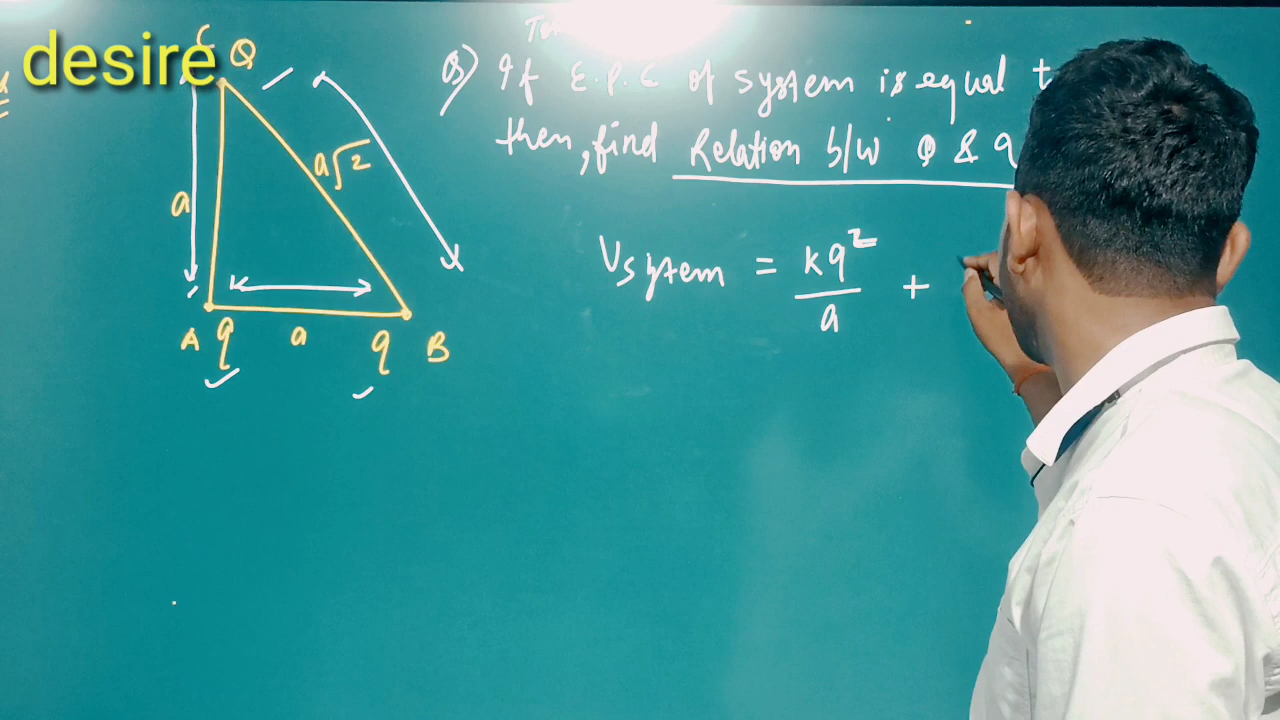 desire
C Q
a
a√2
A q a q B
Q) If E.P.E of system is equal t
then, find Relation b/w Q & q
Vsystem = kq² / a +